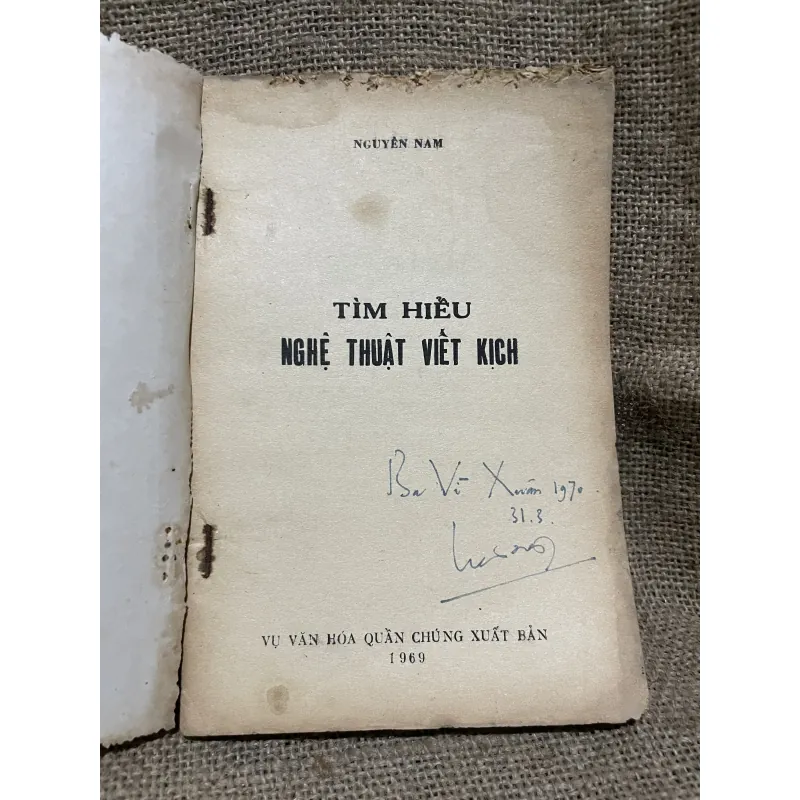 NGUYỄN NAM
TÌM HIỂU
NGHỆ THUẬT VIẾT KỊCH
Ba Vì Xuân 1970.
31.3.
VỤ VĂN HÓA QUẦN CHÚNG XUẤT BẢN
1969